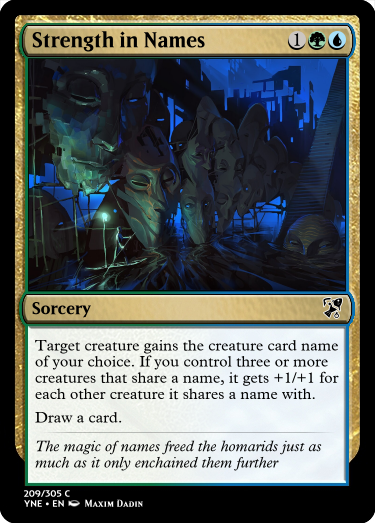 Strength in Names 1
Sorcery
Target creature gains the creature card name
of your choice. If you control three or more
creatures that share a name, it gets +1/+1 for
each other creature it shares a name with.
Draw a card.
The magic of names freed the homarids just as
much as it only enchained them further
209/305 C
YNE • EN Maxim Dadin